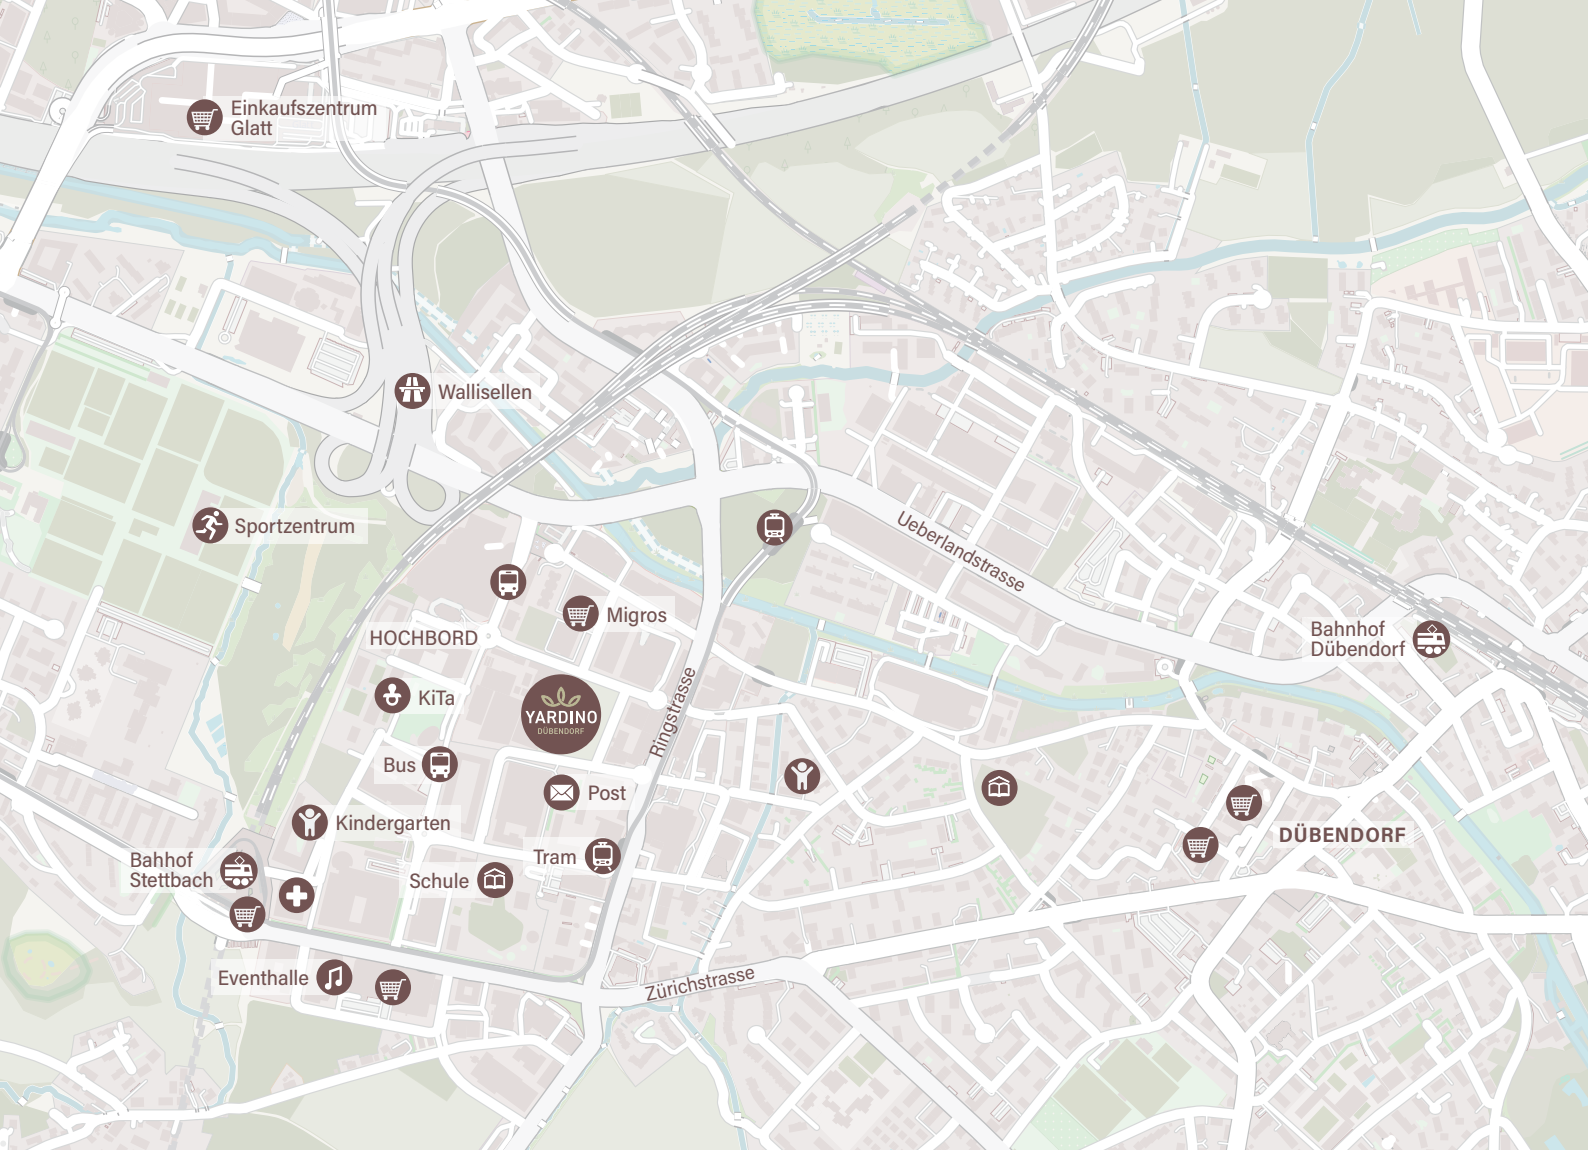 Einkaufszentrum
Glatt
Wallisellen
Sportzentrum
Ueberlandstrasse
Migros
HOCHBORD
Bahnhof
Dübendorf
KiTa
YARDINO
DÜBENDORF
Ringstrasse
Bus
Post
Kindergarten
DÜBENDORF
Bahhof
Stettbach
Tram
Schule
Eventhalle
Zürichstrasse